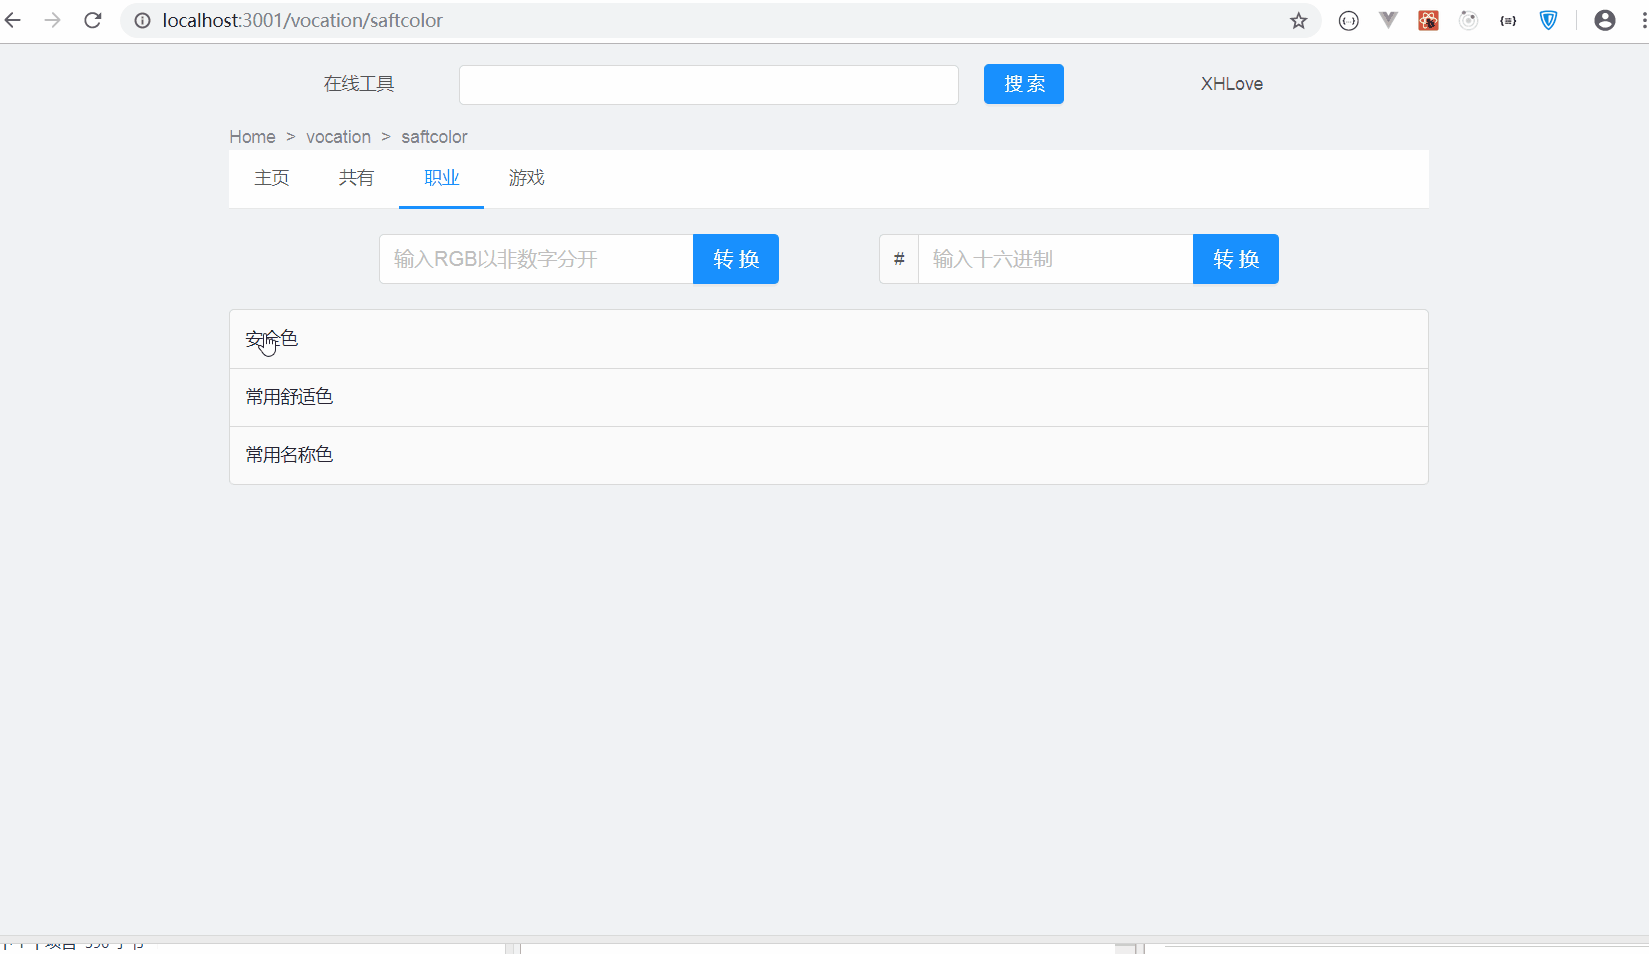 localhost:3001/vocation/saftcolor
在线工具 搜索 XHLove
Home > vocation > saftcolor
主页 共有 职业 游戏
输入RGB以非数字分开 转换 # 输入十六进制 转换
安全色
常用舒适色
常用名称色